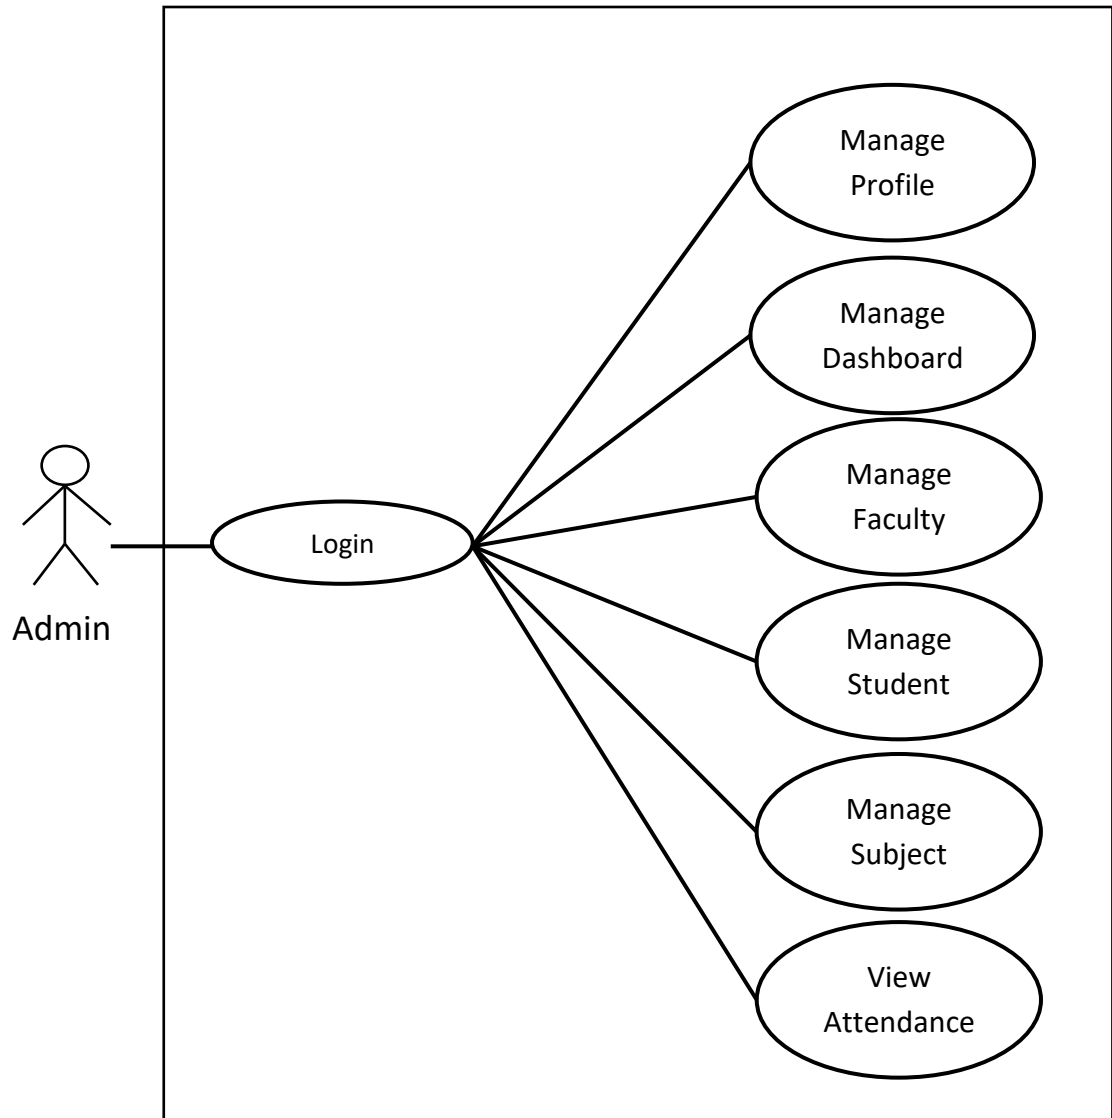 Manage
Profile
Manage
Dashboard
Manage
Faculty
Login
Admin
Manage
Student
Manage
Subject
View
Attendance